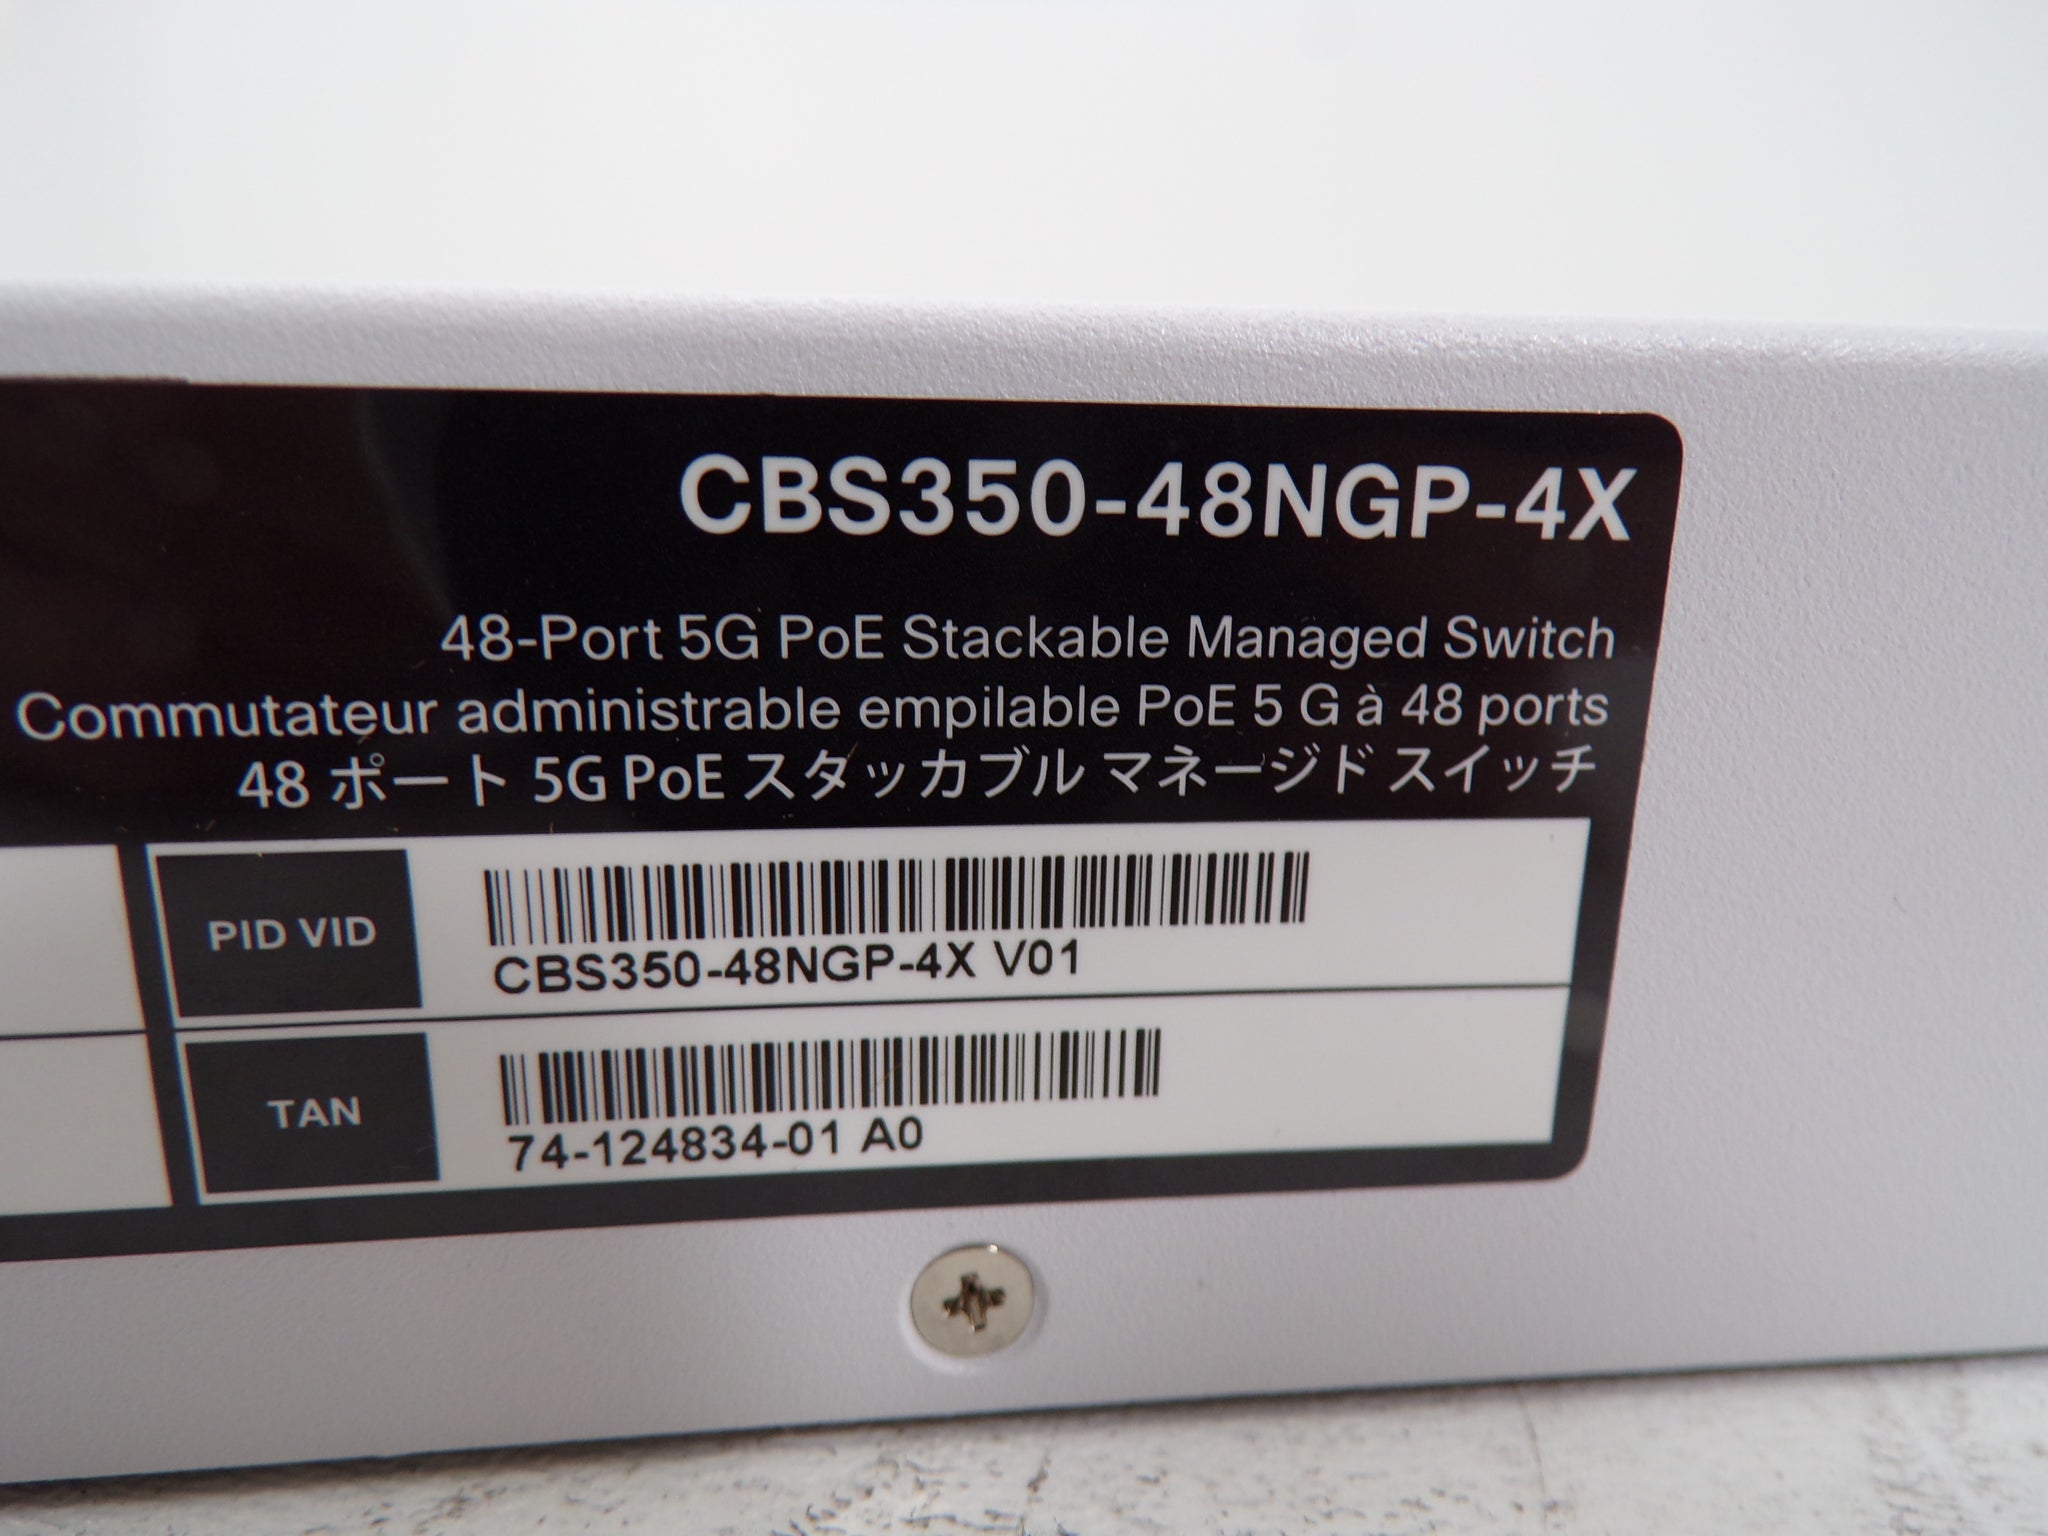 CBS350-48NGP-4X
48-Port 5G PoE Stackable Managed Switch
Commutateur administrable empilable PoE 5 G à 48 ports
48 ポート 5G PoE スタッカブル マネージド スイッチ
PID VID
CBS350-48NGP-4X V01
TAN
74-124834-01 A0